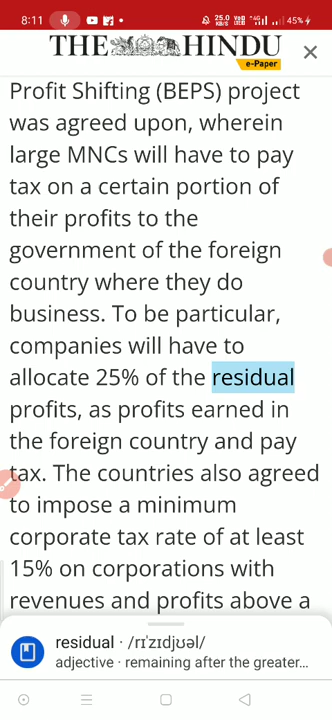 8:11
25.0 KB/S 45%
THE HINDU
e-Paper
Profit Shifting (BEPS) project
was agreed upon, wherein
large MNCs will have to pay
tax on a certain portion of
their profits to the
government of the foreign
country where they do
business. To be particular,
companies will have to
allocate 25% of the residual
profits, as profits earned in
the foreign country and pay
tax. The countries also agreed
to impose a minimum
corporate tax rate of at least
15% on corporations with
revenues and profits above a
residual · /rɪˈzɪdjʊəl/
adjective · remaining after the greater...